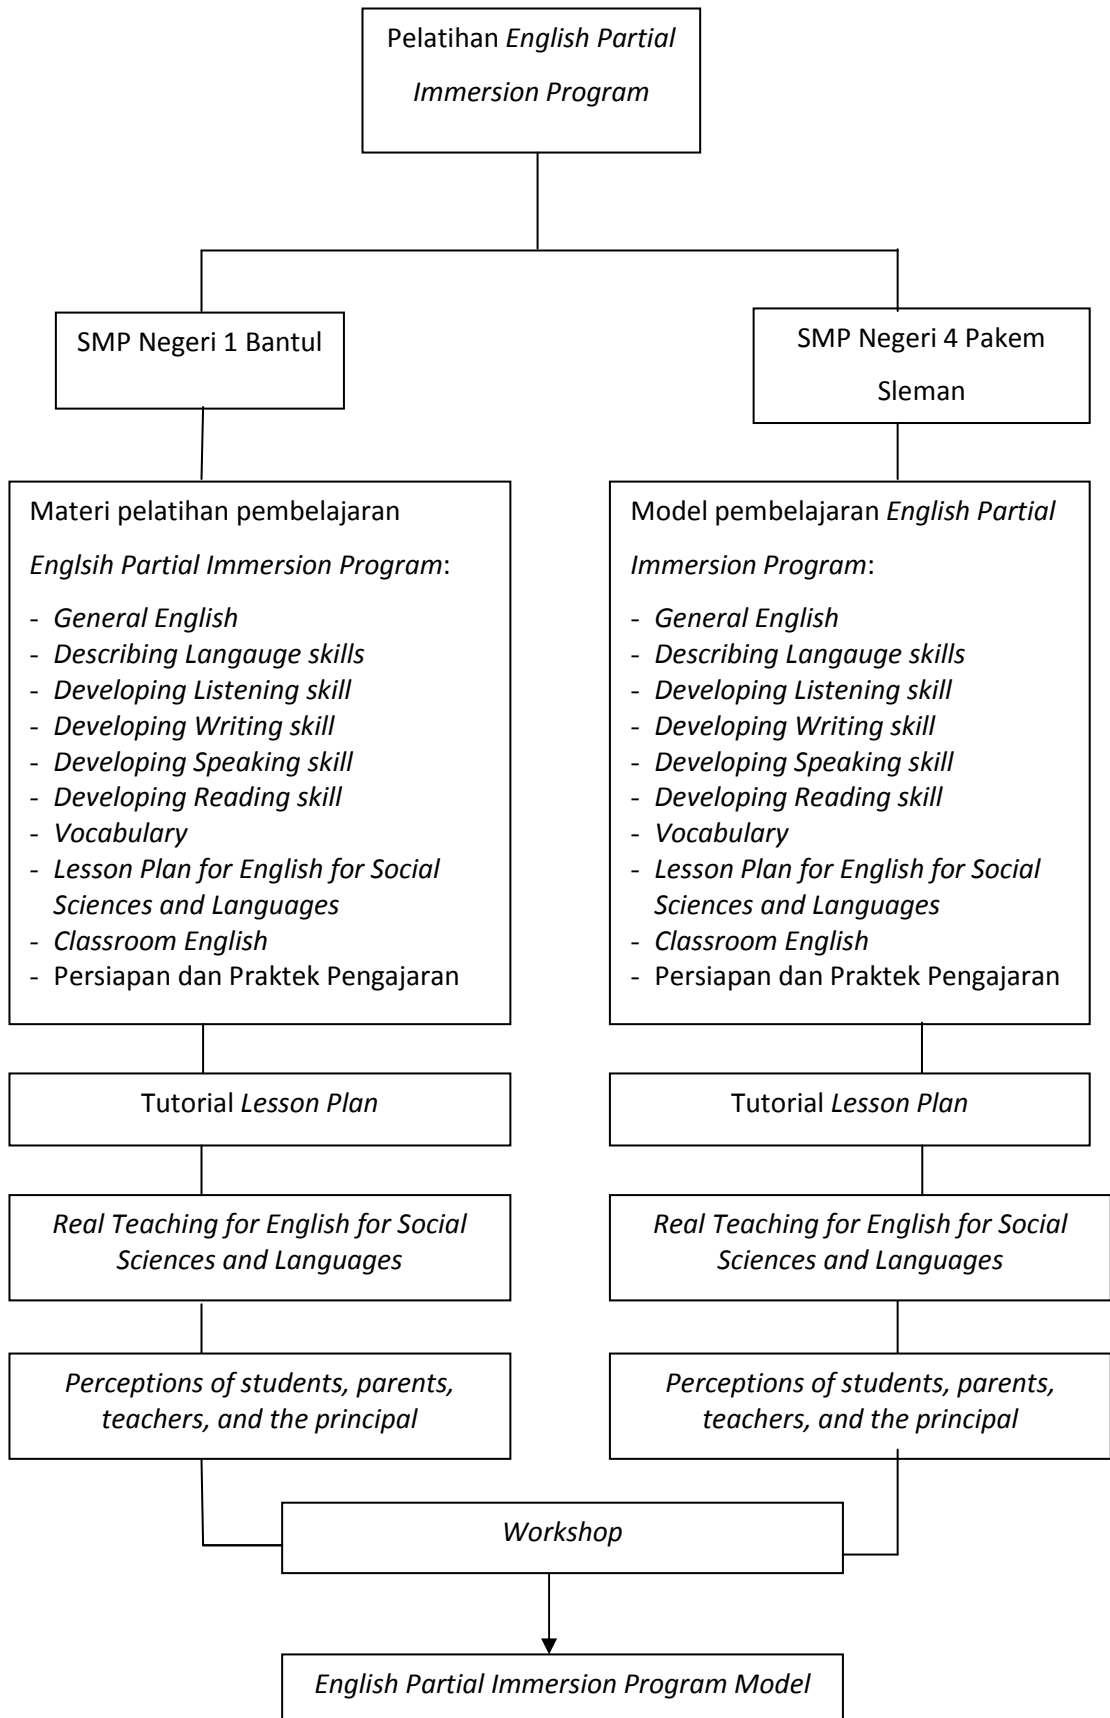 Pelatihan English Partial
Immersion Program
SMP Negeri 1 Bantul
SMP Negeri 4 Pakem
Sleman
Materi pelatihan pembelajaran
Englsih Partial Immersion Program:
- General English
- Describing Langauge skills
- Developing Listening skill
- Developing Writing skill
- Developing Speaking skill
- Developing Reading skill
- Vocabulary
- Lesson Plan for English for Social
Sciences and Languages
- Classroom English
- Persiapan dan Praktek Pengajaran
Model pembelajaran English Partial
Immersion Program:
- General English
- Describing Langauge skills
- Developing Listening skill
- Developing Writing skill
- Developing Speaking skill
- Developing Reading skill
- Vocabulary
- Lesson Plan for English for Social
Sciences and Languages
- Classroom English
- Persiapan dan Praktek Pengajaran
Tutorial Lesson Plan
Tutorial Lesson Plan
Real Teaching for English for Social
Sciences and Languages
Real Teaching for English for Social
Sciences and Languages
Perceptions of students, parents,
teachers, and the principal
Perceptions of students, parents,
teachers, and the principal
Workshop
English Partial Immersion Program Model